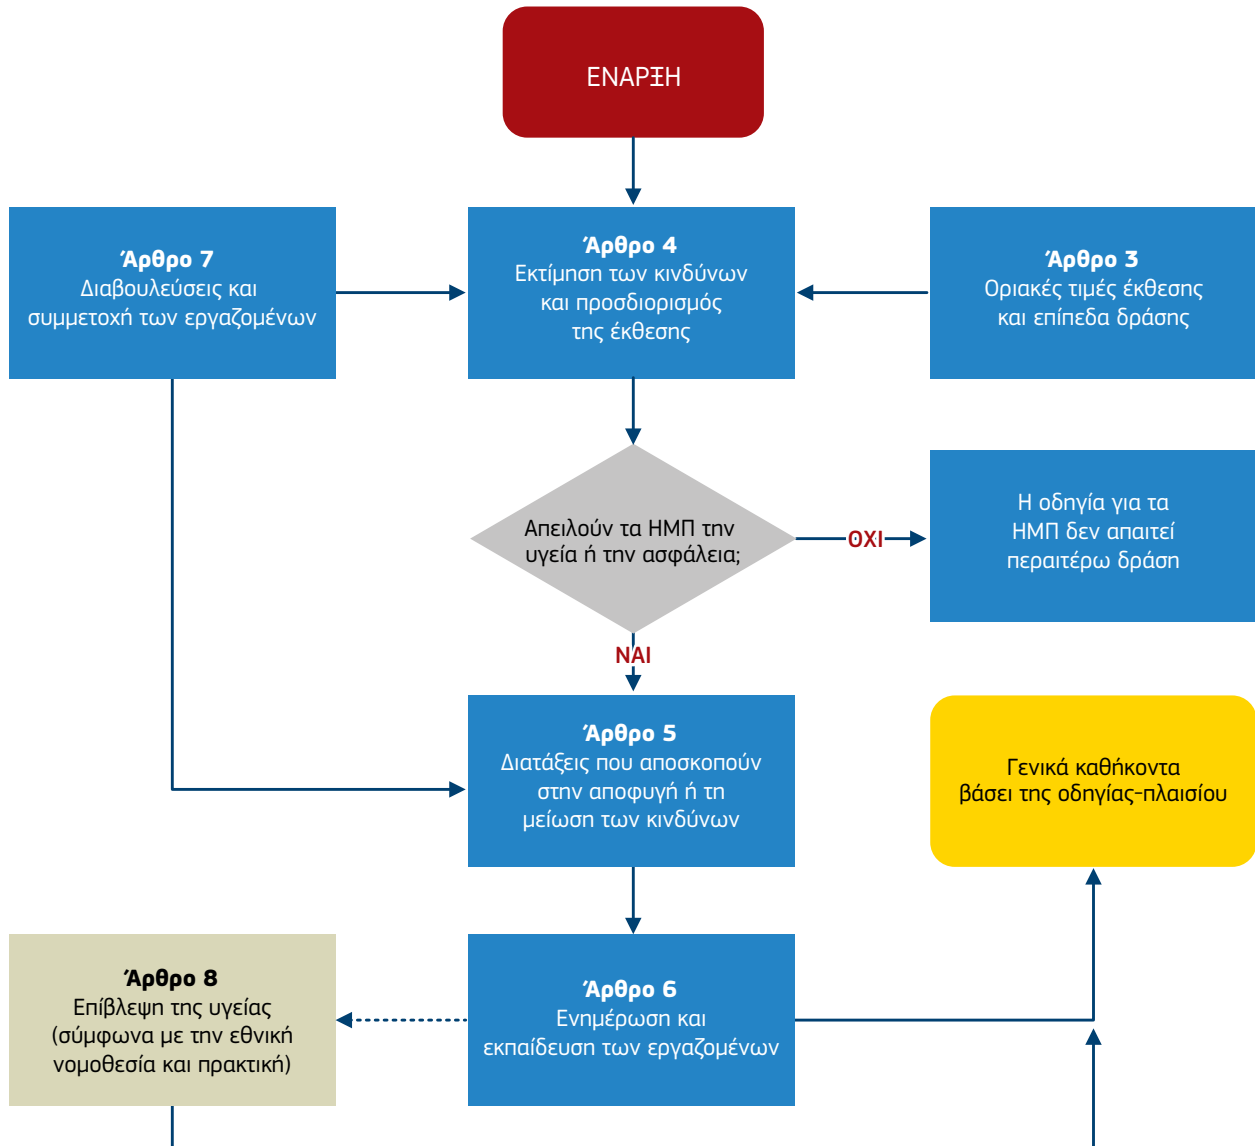 ΕΝΑΡΞΗ
Άρθρο 7
Διαβουλεύσεις και
συμμετοχή των εργαζομένων
Άρθρο 4
Εκτίμηση των κινδύνων
και προσδιορισμός
της έκθεσης
Άρθρο 3
Οριακές τιμές έκθεσης
και επίπεδα δράσης
Απειλούν τα ΗΜΠ την
υγεία ή την ασφάλεια;
ΟΧΙ
Η οδηγία για τα
ΗΜΠ δεν απαιτεί
περαιτέρω δράση
ΝΑΙ
Άρθρο 5
Διατάξεις που αποσκοπούν
στην αποφυγή ή τη
μείωση των κινδύνων
Γενικά καθήκοντα
βάσει της οδηγίας-πλαισίου
Άρθρο 8
Επίβλεψη της υγείας
(σύμφωνα με την εθνική
νομοθεσία και πρακτική)
Άρθρο 6
Ενημέρωση και
εκπαίδευση των εργαζομένων